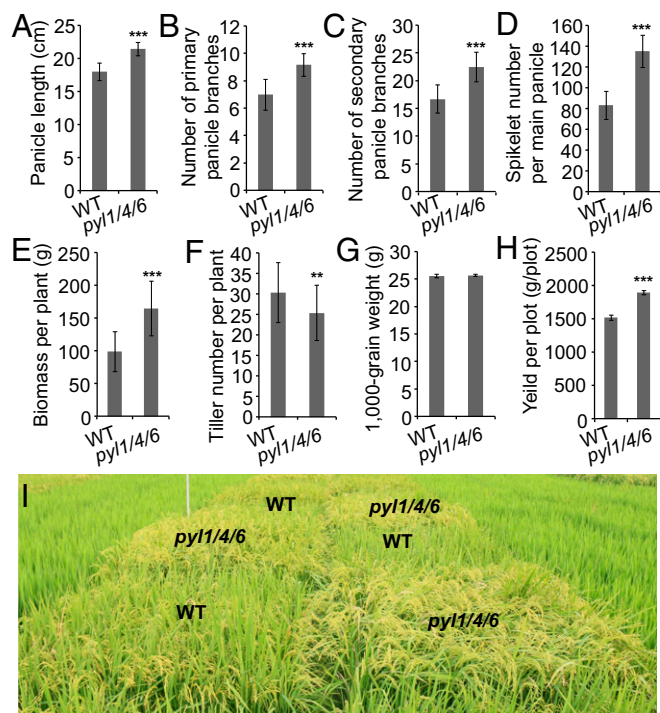 A
Panicle length (cm)
25
20
15
10
5
0
***
WT
pyl1/4/6
B
Number of primary
panicle branches
12
10
8
6
4
2
0
***
WT
pyl1/4/6
C
Number of secondary
panicle branches
30
25
20
15
10
5
0
***
WT
pyl1/4/6
D
Spikelet number
per main panicle
160
140
120
100
80
60
40
20
0
***
WT
pyl1/4/6
E
Biomass per plant (g)
250
200
150
100
50
0
***
WT
pyl1/4/6
F
Tiller number per plant
40
35
30
25
20
15
10
5
0
**
WT
pyl1/4/6
G
1,000-grain weight (g)
30
25
20
15
10
5
0
WT
pyl1/4/6
H
Yeild per plot (g/plot)
2500
2000
1500
1000
500
0
***
WT
pyl1/4/6
I
WT
pyl1/4/6
pyl1/4/6
WT
WT
pyl1/4/6